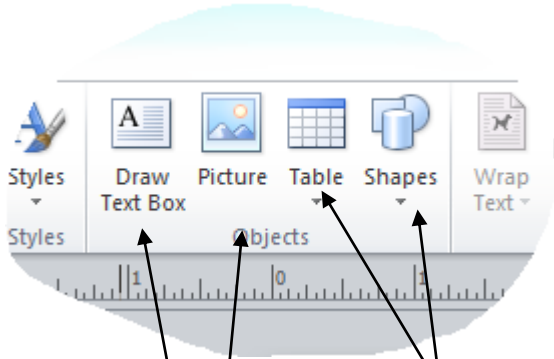 Styles
Draw Text Box
Picture
Table
Shapes
Wrap Text
Styles
Objects
1 0 1